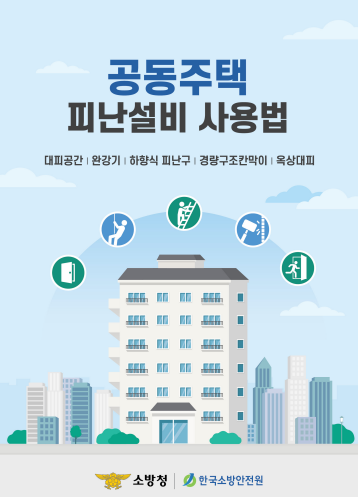 공동주택
피난설비 사용법
대피공간 | 완강기 | 하향식 피난구 | 경량구조칸막이 | 옥상대피
소방청 | 한국소방안전원